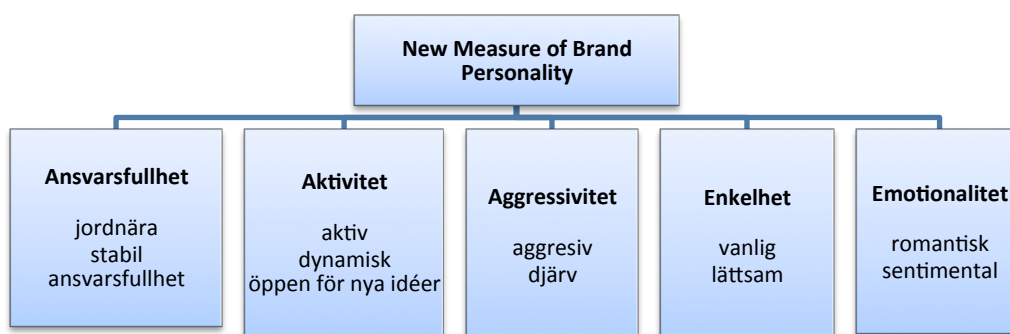 New Measure of Brand
Personality
Ansvarsfullhet
jordnära
stabil
ansvarsfullhet
Aktivitet
aktiv
dynamisk
öppen för nya idéer
Aggressivitet
aggresiv
djärv
Enkelhet
vanlig
lättsam
Emotionalitet
romantisk
sentimental